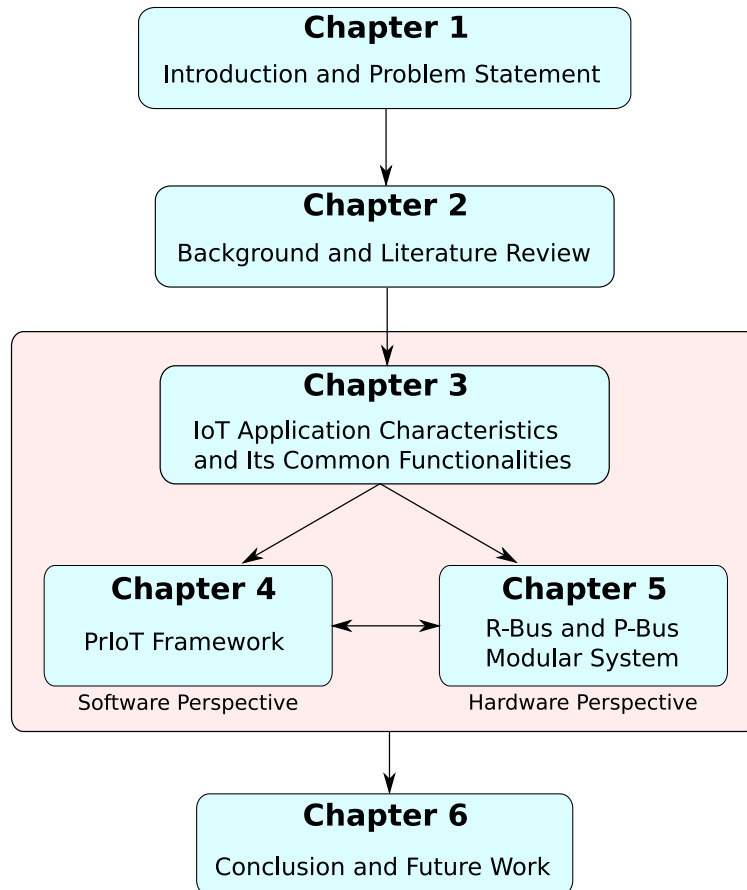 Chapter 1
Introduction and Problem Statement
Chapter 2
Background and Literature Review
Chapter 3
IoT Application Characteristics
and Its Common Functionalities
Chapter 4
PrIoT Framework
Software Perspective
Chapter 5
R-Bus and P-Bus
Modular System
Hardware Perspective
Chapter 6
Conclusion and Future Work